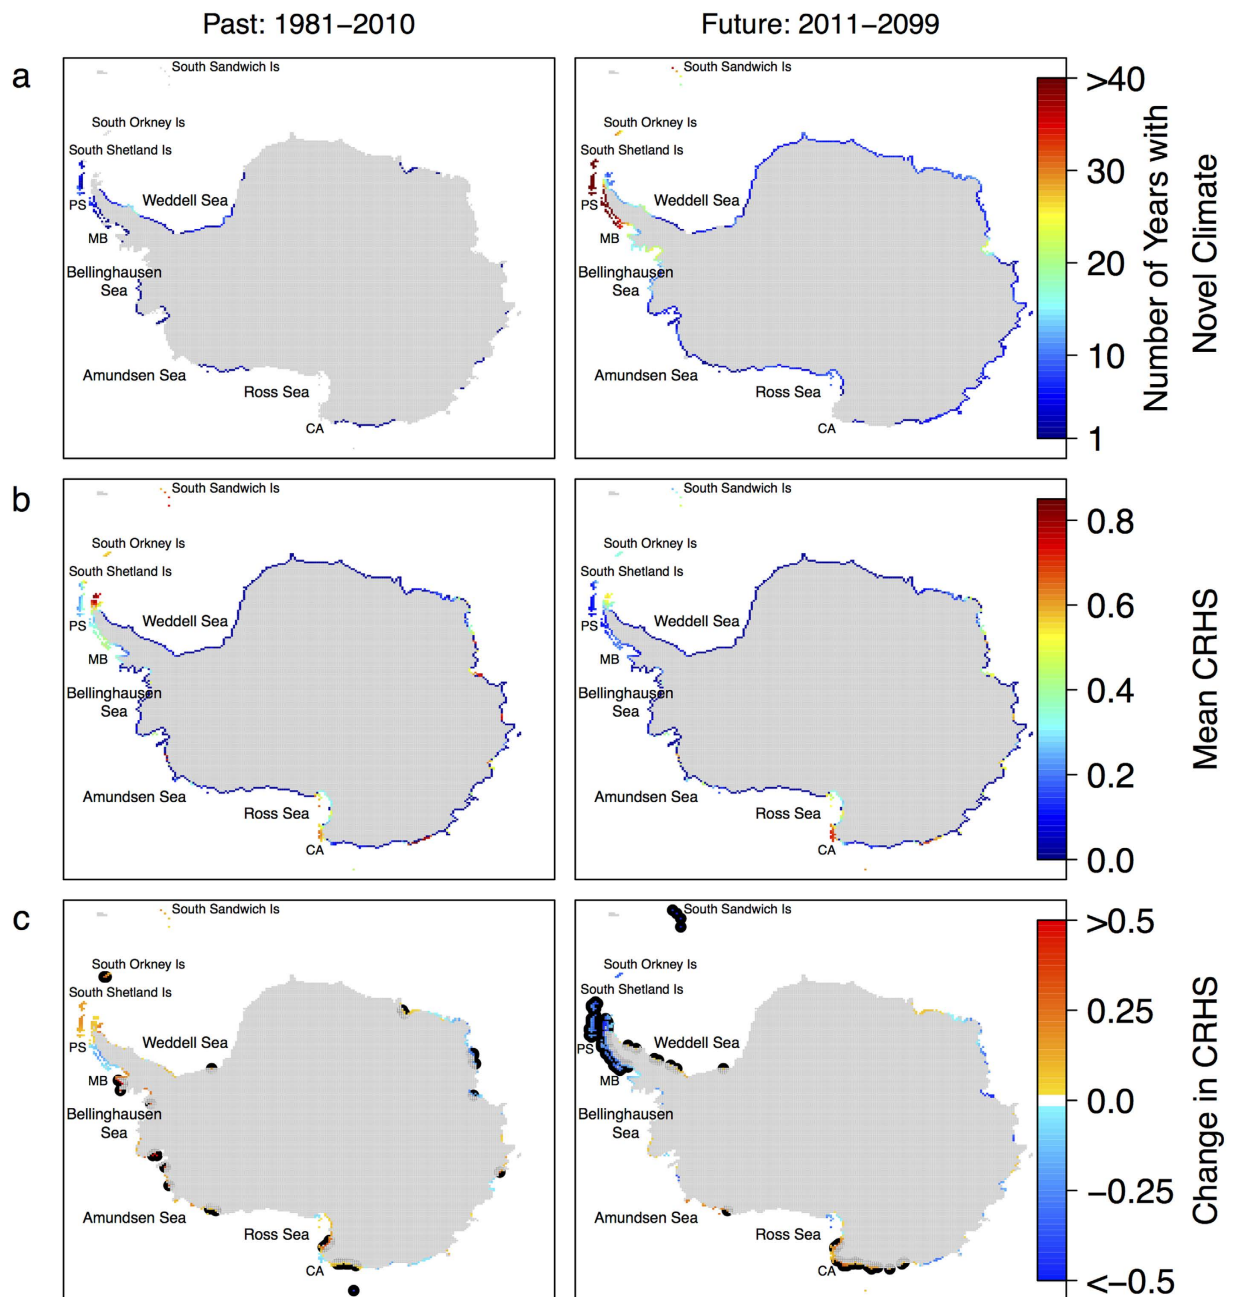 Past: 1981–2010
Future: 2011–2099
a
South Sandwich Is
South Orkney Is
South Shetland Is
PS
Weddell Sea
MB
Bellinghausen
Sea
Amundsen Sea
Ross Sea
CA
South Sandwich Is
South Orkney Is
South Shetland Is
PS
Weddell Sea
MB
Bellinghausen
Sea
Amundsen Sea
Ross Sea
CA
>40
30
20
10
1
Number of Years with
Novel Climate
b
South Sandwich Is
South Orkney Is
South Shetland Is
PS
Weddell Sea
MB
Bellinghausen
Sea
Amundsen Sea
Ross Sea
CA
South Sandwich Is
South Orkney Is
South Shetland Is
PS
Weddell Sea
MB
Bellinghausen
Sea
Amundsen Sea
Ross Sea
CA
0.8
0.6
0.4
0.2
0.0
Mean CRHS
c
South Sandwich Is
South Orkney Is
South Shetland Is
PS
Weddell Sea
MB
Bellinghausen
Sea
Amundsen Sea
Ross Sea
CA
South Sandwich Is
South Orkney Is
South Shetland Is
PS
Weddell Sea
MB
Bellinghausen
Sea
Amundsen Sea
Ross Sea
CA
>0.5
0.25
0.0
−0.25
<−0.5
Change in CRHS